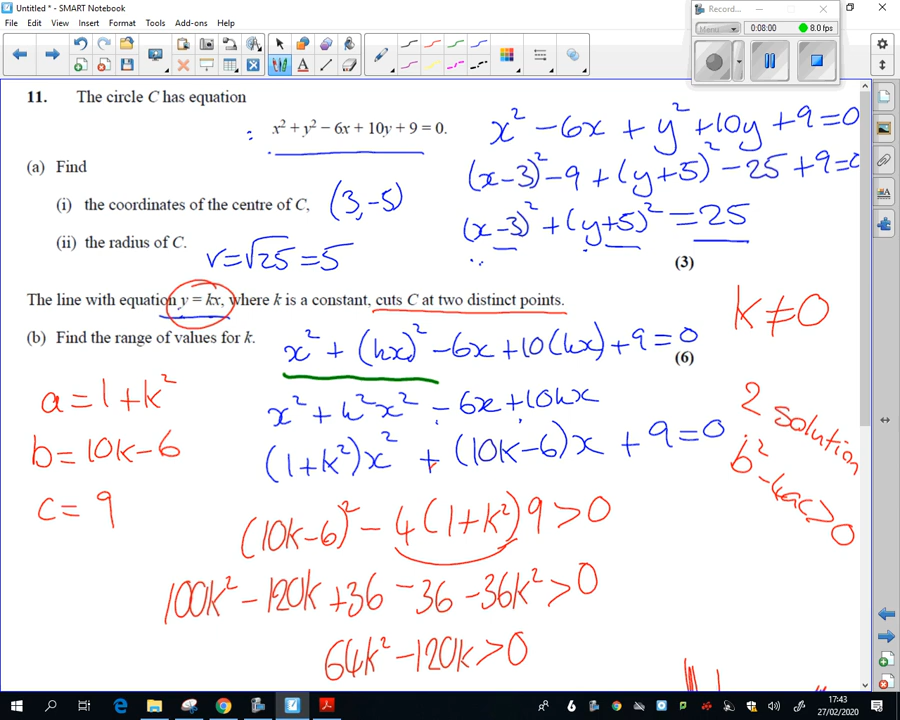 Untitled * - SMART Notebook
Record...
File Edit View Insert Format Tools Add-ons Help
Menu
0:08:00
8.0 fps
11. The circle C has equation
x² + y² − 6x + 10y + 9 = 0.
x² − 6x + y² + 10y + 9 = 0
(a) Find
(x−3)² − 9 + (y+5)² − 25 + 9 = 0
(i) the coordinates of the centre of C, (3,−5)
(x−3)² + (y+5)² = 25
(ii) the radius of C. r = √25 = 5
(3)
The line with equation y = kx, where k is a constant, cuts C at two distinct points.
k ≠ 0
(b) Find the range of values for k.
x² + (kx)² − 6x + 10(kx) + 9 = 0
(6)
a = 1 + k²
x² + k²x² − 6x + 10kx
2 solution
b = 10k − 6
(1+k²)x² + (10k−6)x + 9 = 0
b² − 4ac > 0
c = 9
(10k−6)² − 4(1+k²)9 > 0
100k² − 120k + 36 − 36 − 36k² > 0
64k² − 120k > 0
17:43
27/02/2020